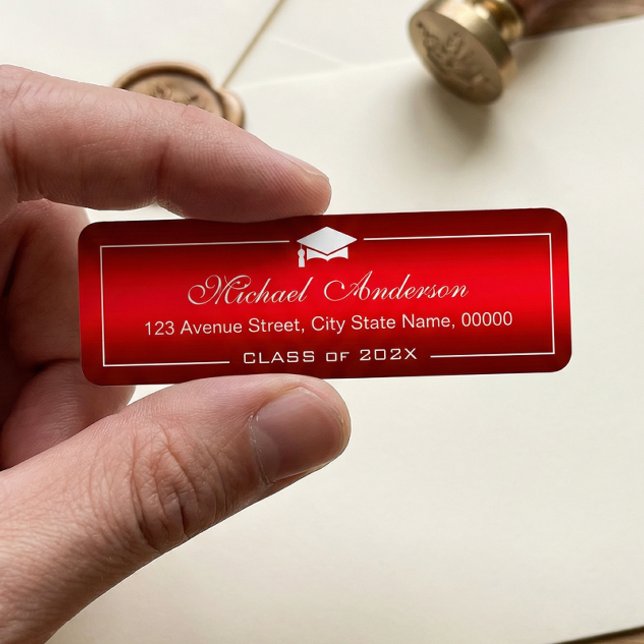 Michael Anderson
123 Avenue Street, City State Name, 00000
CLASS OF 202X